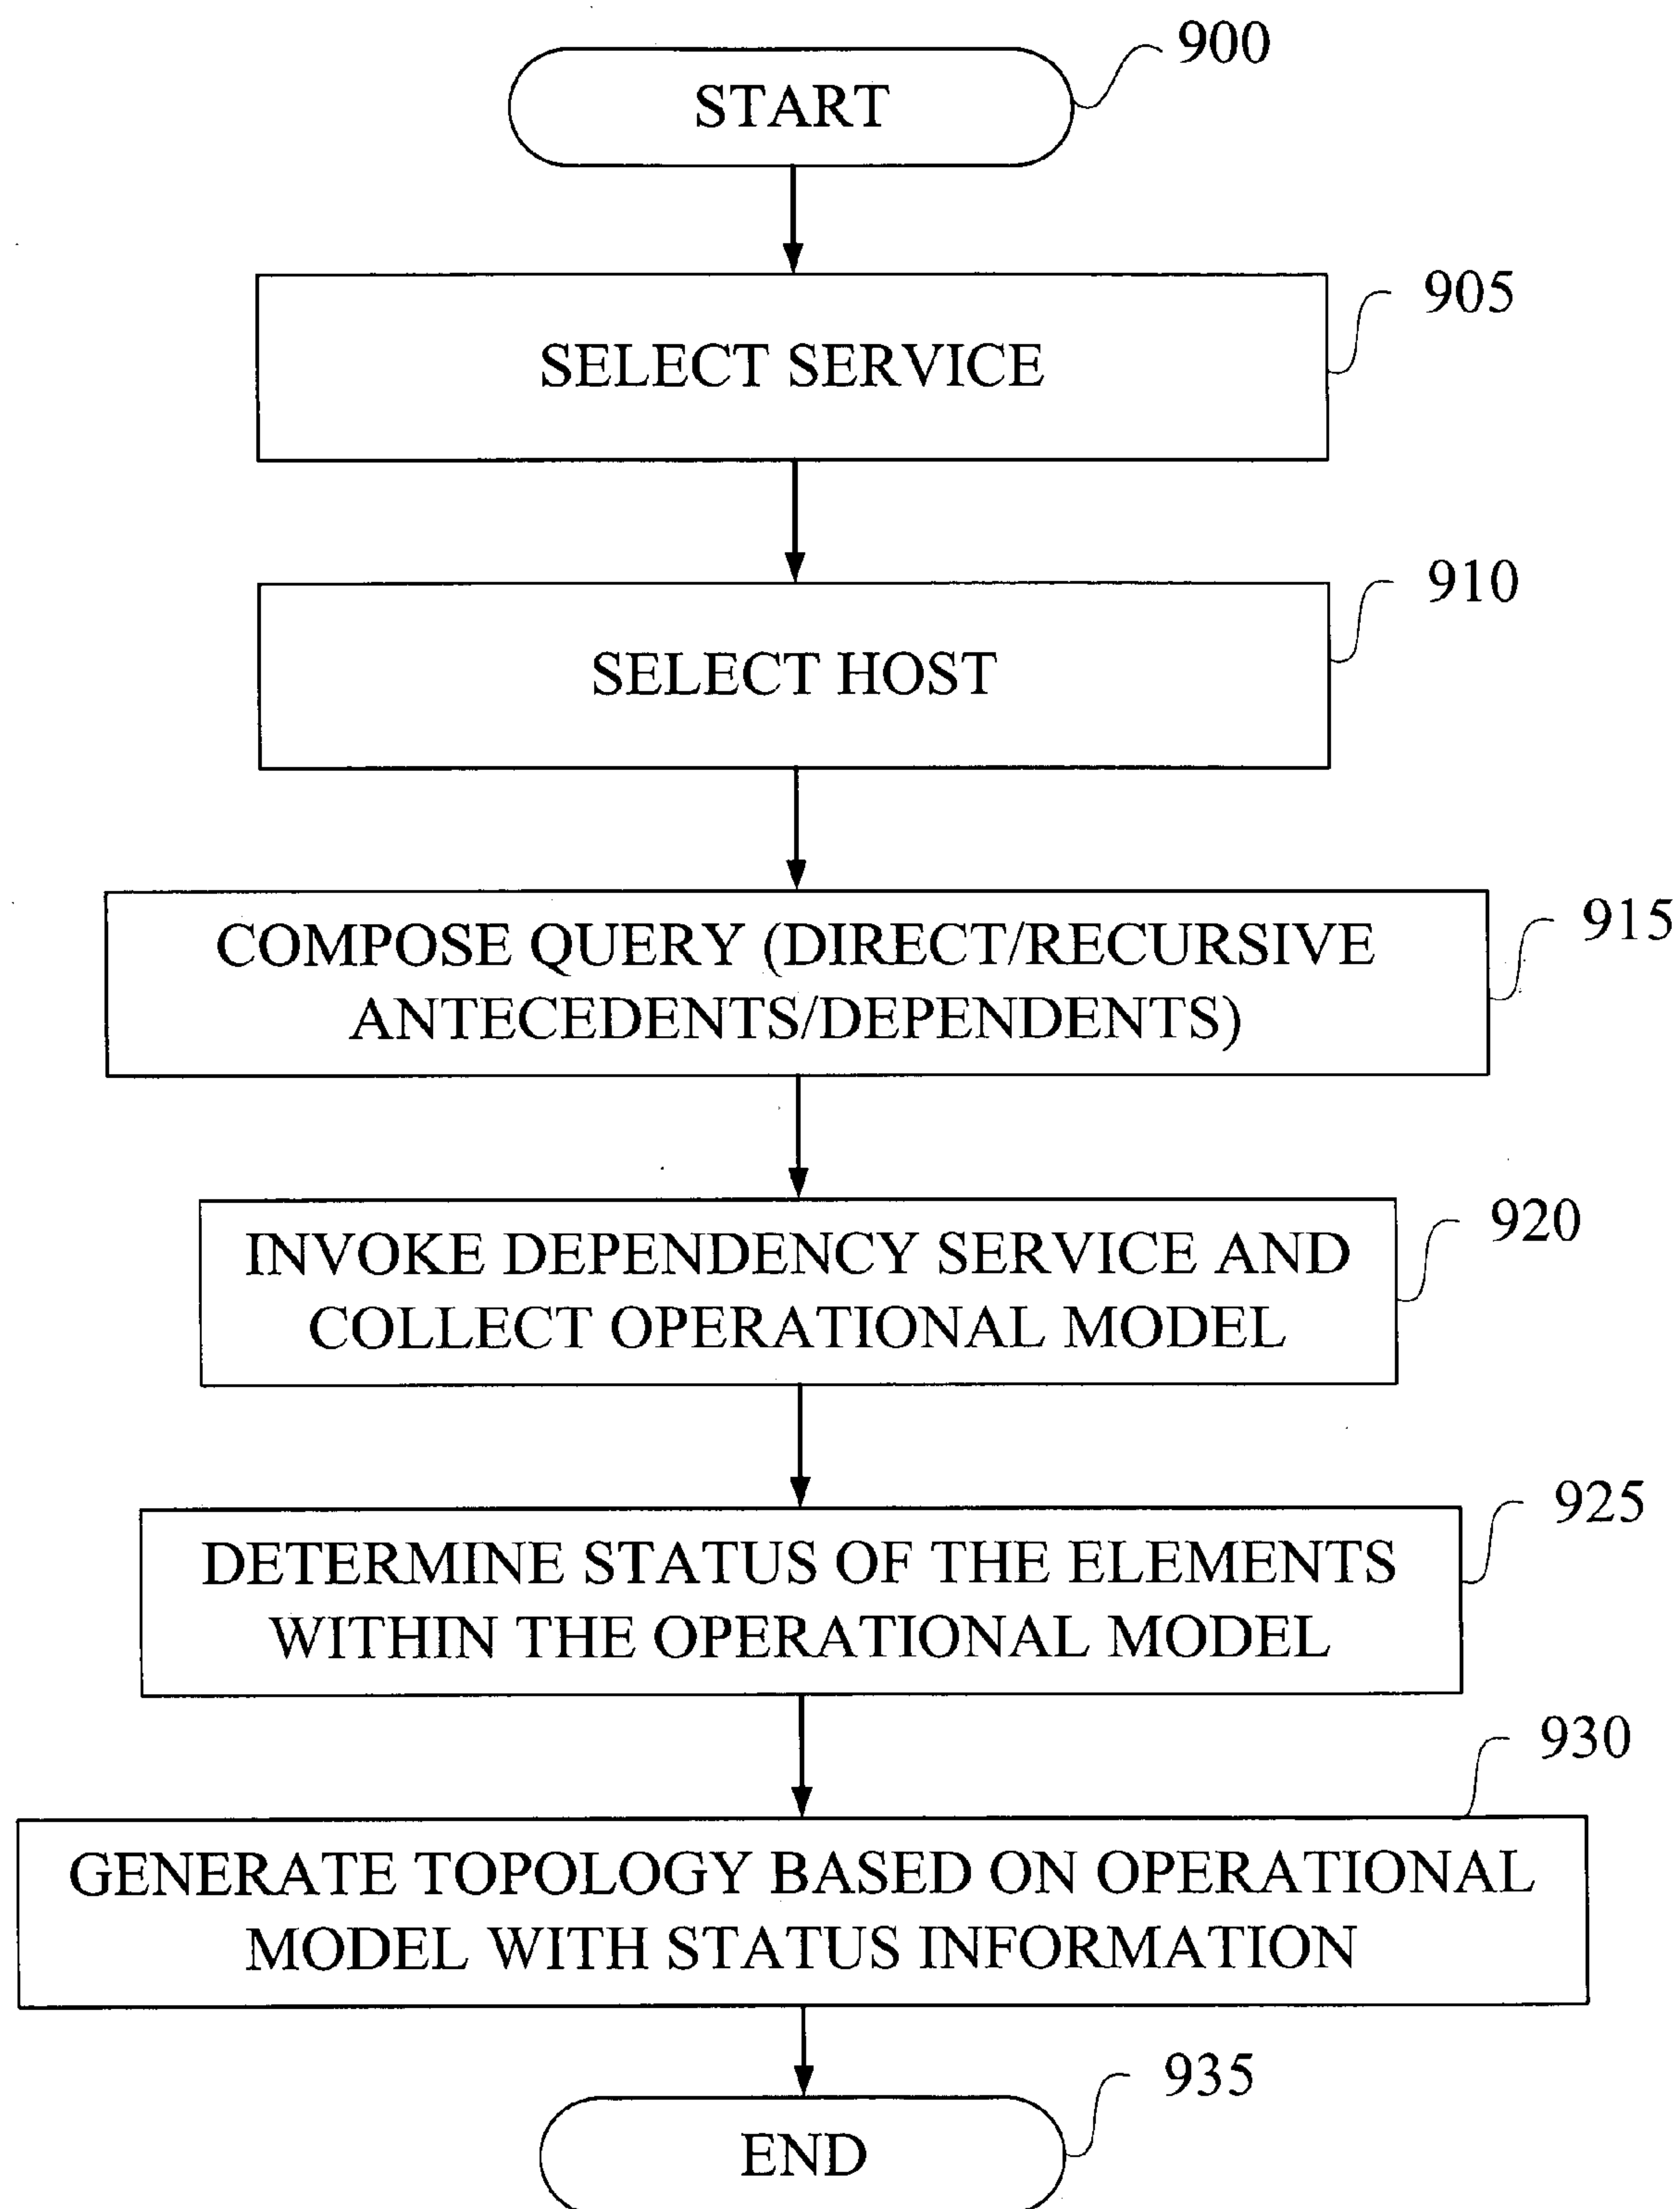 900
START
905
SELECT SERVICE
910
SELECT HOST
915
COMPOSE QUERY (DIRECT/RECURSIVE
ANTECEDENTS/DEPENDENTS)
920
INVOKE DEPENDENCY SERVICE AND
COLLECT OPERATIONAL MODEL
925
DETERMINE STATUS OF THE ELEMENTS
WITHIN THE OPERATIONAL MODEL
930
GENERATE TOPOLOGY BASED ON OPERATIONAL
MODEL WITH STATUS INFORMATION
935
END